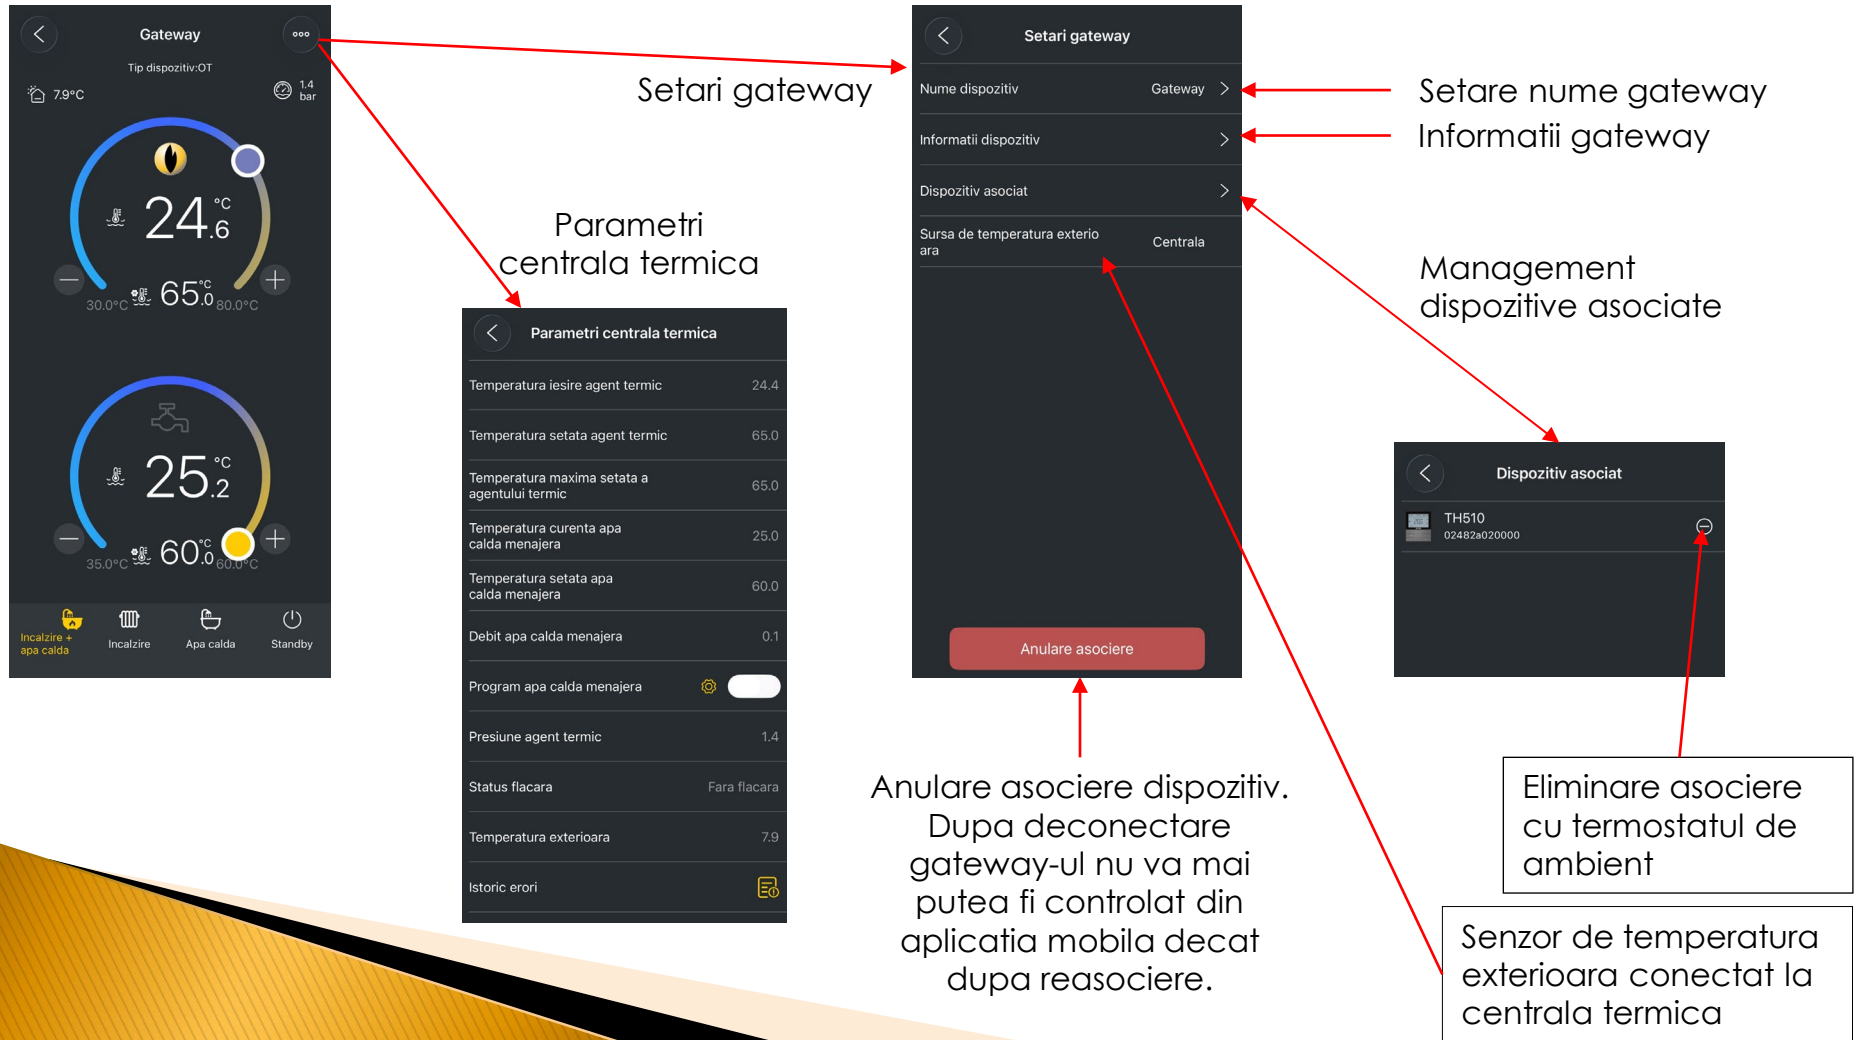 Gateway
Tip dispozitiv:OT
7.9°C
1.4
bar
24.6 °C
65.0 °C
30.0°C
80.0°C
25.2 °C
60.0 °C
35.0°C
60.0°C
Incalzire +
apa calda
Incalzire
Apa calda
Standby
Setari gateway
Parametri
centrala termica
Parametri centrala termica
Temperatura iesire agent termic 24.4
Temperatura setata agent termic 65.0
Temperatura maxima setata a
agentului termic 65.0
Temperatura curenta apa
calda menajera 25.0
Temperatura setata apa
calda menajera 60.0
Debit apa calda menajera 0.1
Program apa calda menajera
Presiune agent termic 1.4
Status flacara Fara flacara
Temperatura exterioara 7.9
Istoric erori
Setari gateway
Nume dispozitiv Gateway
Informatii dispozitiv
Dispozitiv asociat
Sursa de temperatura exterio
ara Centrala
Anulare asociere
Anulare asociere dispozitiv.
Dupa deconectare
gateway-ul nu va mai
putea fi controlat din
aplicatia mobila decat
dupa reasociere.
Setare nume gateway
Informatii gateway
Management
dispozitive asociate
Dispozitiv asociat
TH510
02482a020000
Eliminare asociere
cu termostatul de
ambient
Senzor de temperatura
exterioara conectat la
centrala termica